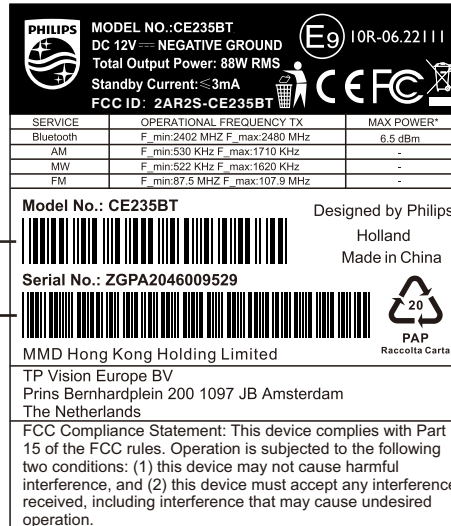 PHILIPS
MODEL NO.:CE235BT
DC 12V⎓ NEGATIVE GROUND
Total Output Power: 88W RMS
Standby Current:≤3mA
FCC ID: 2AR2S-CE235BT
E9 10R-06.22111
CE FC
SERVICE OPERATIONAL FREQUENCY TX MAX POWER*
Bluetooth F_min:2402 MHZ F_max:2480 MHz 6.5 dBm
AM F_min:530 KHz F_max:1710 KHz -
MW F_min:522 KHz F_max:1620 KHz -
FM F_min:87.5 MHZ F_max:107.9 MHz -
Model No.: CE235BT
Designed by Philips
Holland
Made in China
Serial No.: ZGPA2046009529
20
PAP
Raccolta Carta
MMD Hong Kong Holding Limited
TP Vision Europe BV
Prins Bernhardplein 200 1097 JB Amsterdam
The Netherlands
FCC Compliance Statement: This device complies with Part
15 of the FCC rules. Operation is subjected to the following
two conditions: (1) this device may not cause harmful
interference, and (2) this device must accept any interference
received, including interference that may cause undesired
operation.